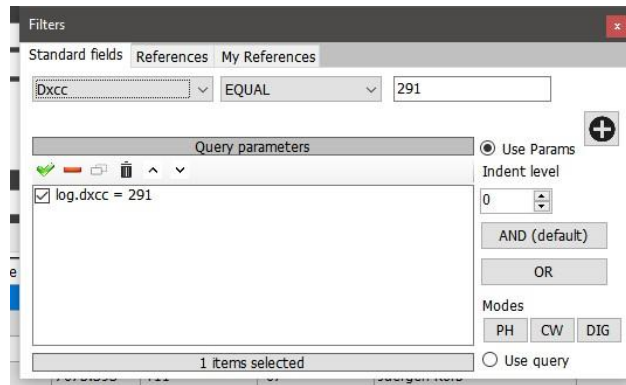 Filters
x
Standard fields References My References
Dxcc EQUAL 291
Query parameters
Use Params
Indent level
log.dxcc = 291
0
AND (default)
OR
Modes
PH CW DIG
1 items selected
Use query